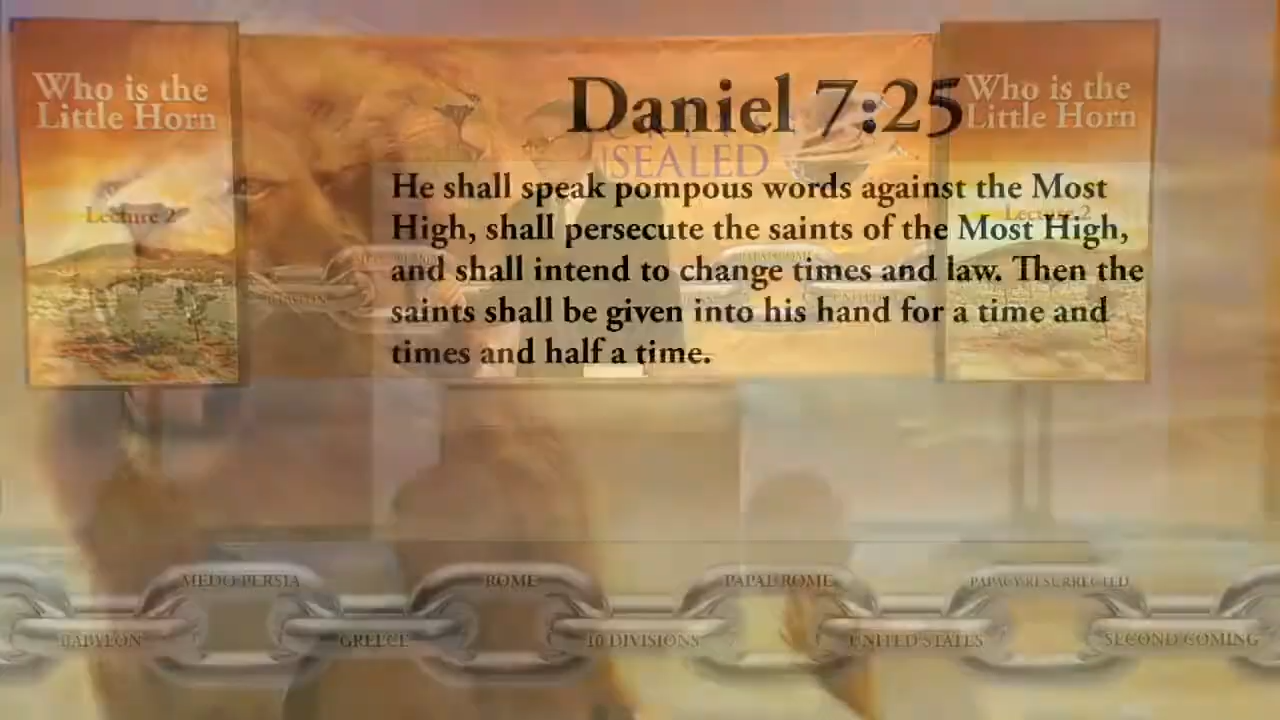 Who is the
Little Horn
Lecture 2
Daniel 7:25
SEALED
He shall speak pompous words against the Most
High, shall persecute the saints of the Most High,
and shall intend to change times and law. Then the
saints shall be given into his hand for a time and
times and half a time.
Who is the
Little Horn
Lecture 2
MEDO PERSIA
ROME
PAPAL ROME
PAPACY RESURRECTED
BABYLON
GREECE
10 DIVISIONS
UNITED STATES
SECOND COMING